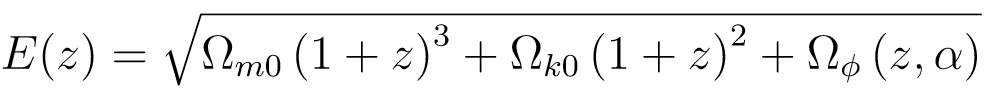 E(z) = \sqrt{\Omega_{m0} (1 + z)^3 + \Omega_{k0} (1 + z)^2 + \Omega_{\phi} (z, \alpha)}